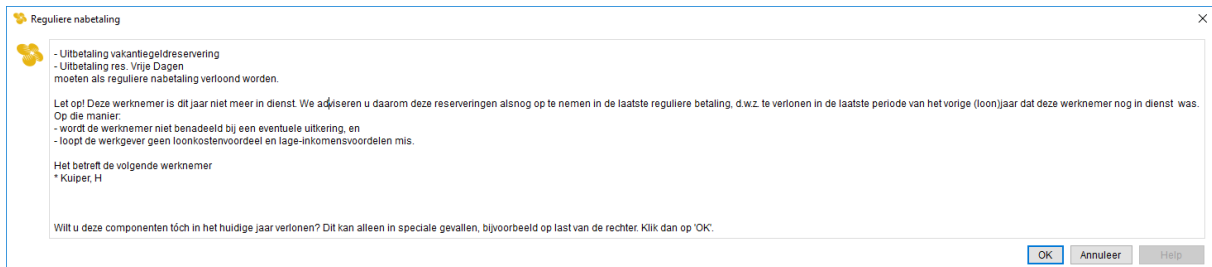 Reguliere nabetaling
- Uitbetaling vakantiegeldreservering
- Uitbetaling res. Vrije Dagen
moeten als reguliere nabetaling verloond worden.
Let op! Deze werknemer is dit jaar niet meer in dienst. We adviseren u daarom deze reserveringen alsnog op te nemen in de laatste reguliere betaling, d.w.z. te verlonen in de laatste periode van het vorige (loon)jaar dat deze werknemer nog in dienst was.
Op die manier:
- wordt de werknemer niet benadeeld bij een eventuele uitkering, en
- loopt de werkgever geen loonkostenvoordeel en lage-inkomensvoordelen mis.
Het betreft de volgende werknemer
* Kuiper, H
Wilt u deze componenten tóch in het huidige jaar verlonen? Dit kan alleen in speciale gevallen, bijvoorbeeld op last van de rechter. Klik dan op 'OK'.
OK Annuleer Help